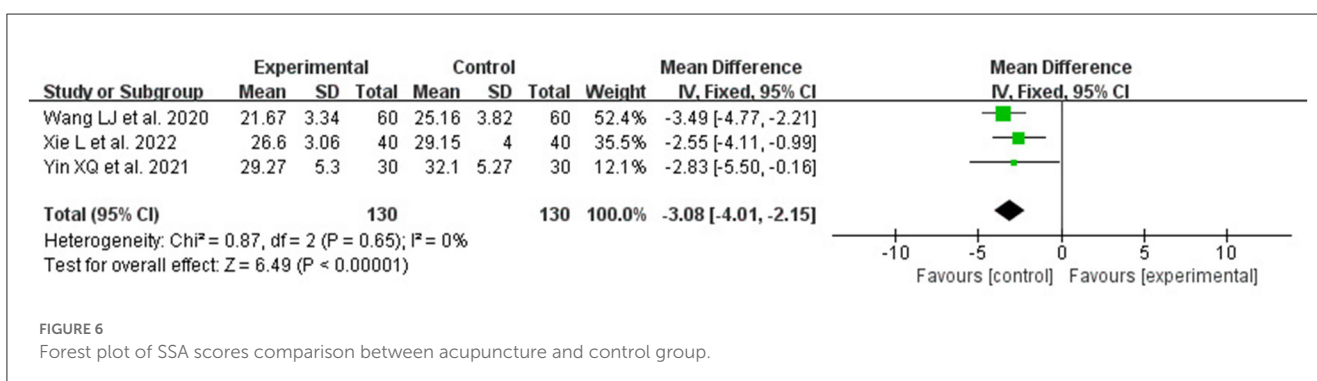 Experimental Control Mean Difference Mean Difference
Study or Subgroup Mean SD Total Mean SD Total Weight IV, Fixed, 95% CI IV, Fixed, 95% CI
Wang LJ et al. 2020 21.67 3.34 60 25.16 3.82 60 52.4% -3.49 [-4.77, -2.21]
Xie L et al. 2022 26.6 3.06 40 29.15 4 40 35.5% -2.55 [-4.11, -0.99]
Yin XQ et al. 2021 29.27 5.3 30 32.1 5.27 30 12.1% -2.83 [-5.50, -0.16]
Total (95% CI) 130 130 100.0% -3.08 [-4.01, -2.15]
Heterogeneity: Chi² = 0.87, df = 2 (P = 0.65); I² = 0%
Test for overall effect: Z = 6.49 (P < 0.00001)
-10 -5 0 5 10
Favours [control] Favours [experimental]
FIGURE 6
Forest plot of SSA scores comparison between acupuncture and control group.